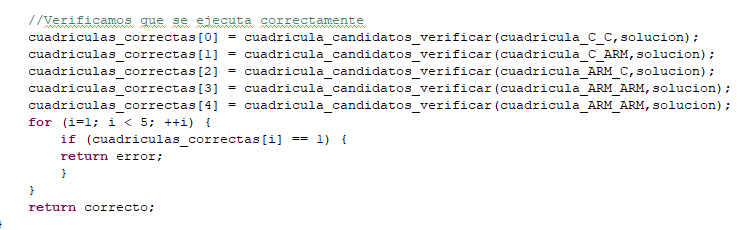 //Verificamos que se ejecuta correctamente
cuadriculas_correctas[0] = cuadricula_candidatos_verificar(cuadricula_C_C,solucion);
cuadriculas_correctas[1] = cuadricula_candidatos_verificar(cuadricula_C_ARM,solucion);
cuadriculas_correctas[2] = cuadricula_candidatos_verificar(cuadricula_ARM_C,solucion);
cuadriculas_correctas[3] = cuadricula_candidatos_verificar(cuadricula_ARM_ARM,solucion);
cuadriculas_correctas[4] = cuadricula_candidatos_verificar(cuadricula_ARM_ARM,solucion);
for (i=1; i < 5; ++i) {
if (cuadriculas_correctas[i] == 1) {
return error;
}
}
return correcto;